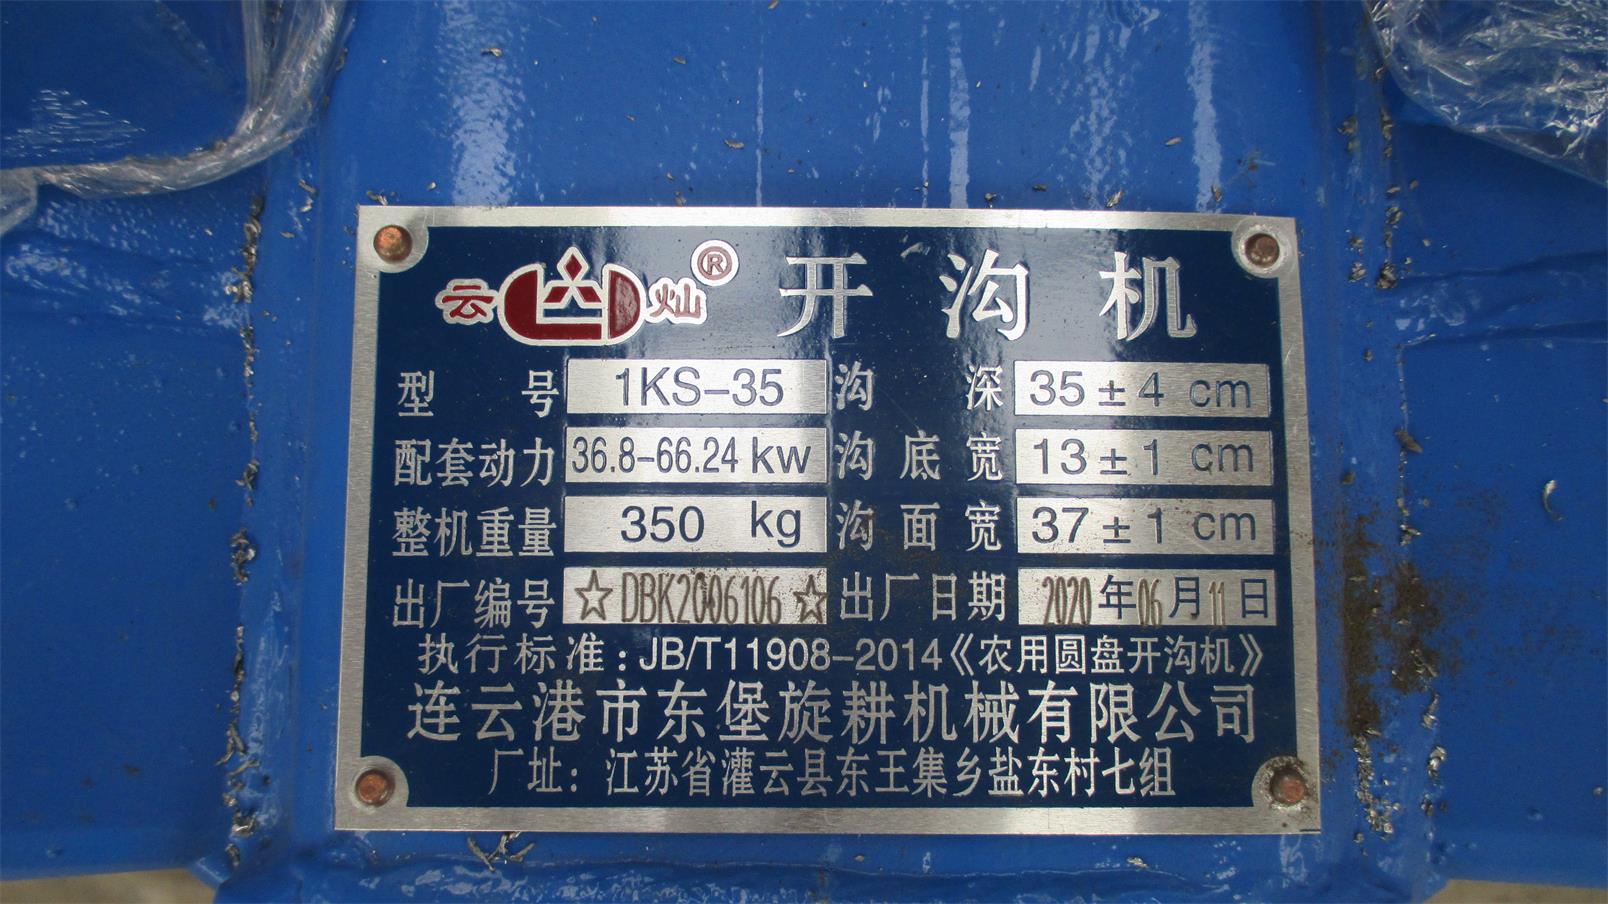 云灿® 开沟机
型号 1KS-35 沟深 35±4 cm
配套动力 36.8-66.24 kw 沟底宽 13±1 cm
整机重量 350 kg 沟面宽 37±1 cm
出厂编号 ☆DBK2006106☆ 出厂日期 2020年06月11日
执行标准：JB/T11908-2014《农用圆盘开沟机》
连云港市东堡旋耕机械有限公司
厂址：江苏省灌云县东王集乡盐东村七组